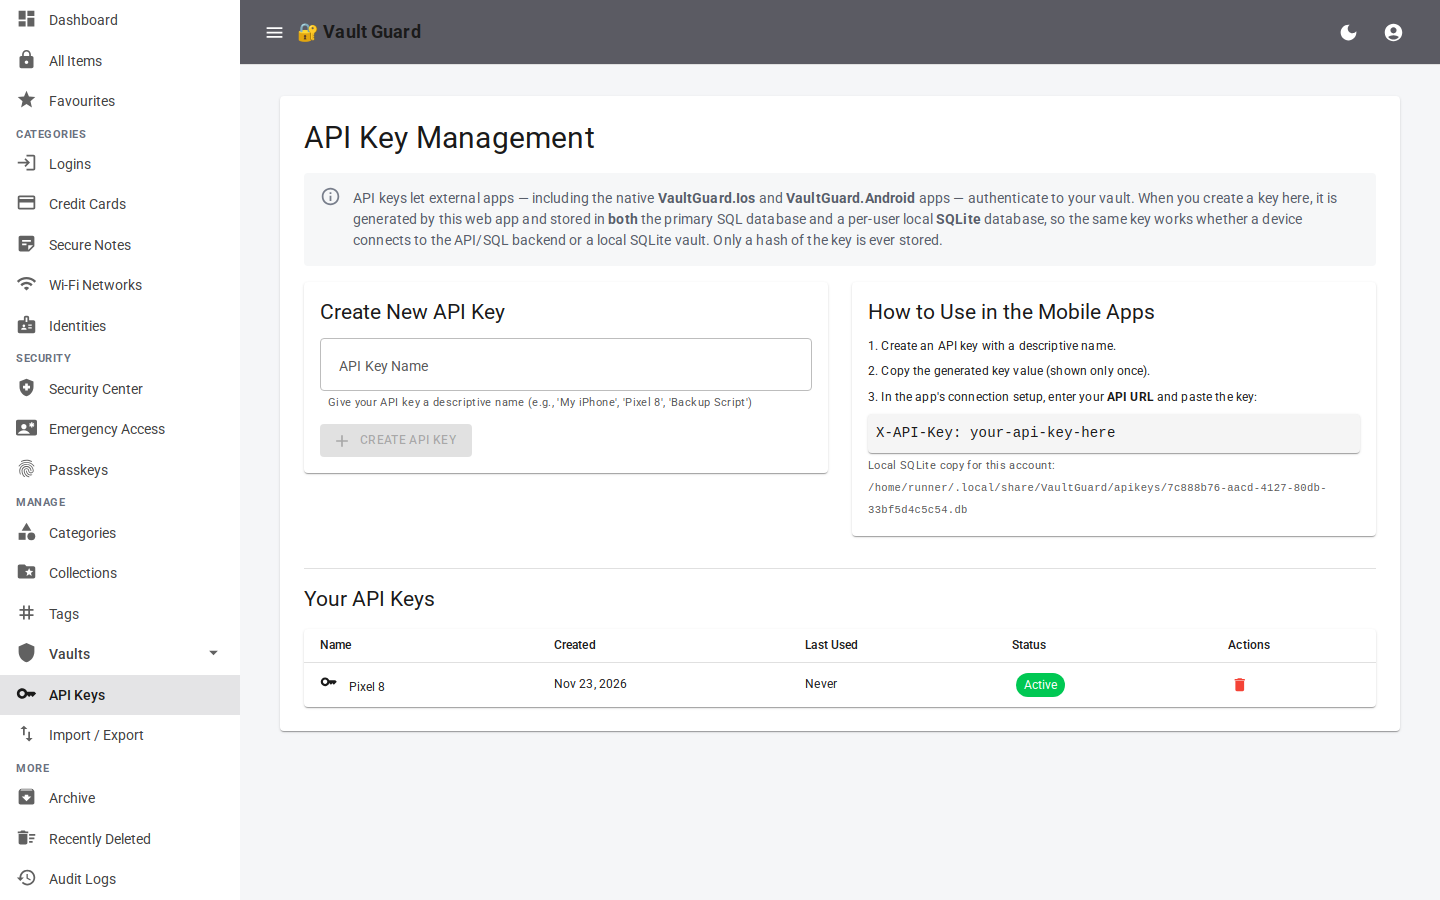 Dashboard
All Items
Favourites
CATEGORIES
Logins
Credit Cards
Secure Notes
Wi-Fi Networks
Identities
SECURITY
Security Center
Emergency Access
Passkeys
MANAGE
Categories
Collections
Tags
Vaults
API Keys
Import / Export
MORE
Archive
Recently Deleted
Audit Logs
Vault Guard
API Key Management
API keys let external apps — including the native VaultGuard.Ios and VaultGuard.Android apps — authenticate to your vault. When you create a key here, it is
generated by this web app and stored in both the primary SQL database and a per-user local SQLite database, so the same key works whether a device
connects to the API/SQL backend or a local SQLite vault. Only a hash of the key is ever stored.
Create New API Key
API Key Name
Give your API key a descriptive name (e.g., 'My iPhone', 'Pixel 8', 'Backup Script')
CREATE API KEY
How to Use in the Mobile Apps
1. Create an API key with a descriptive name.
2. Copy the generated key value (shown only once).
3. In the app's connection setup, enter your API URL and paste the key:
X-API-Key: your-api-key-here
Local SQLite copy for this account:
/home/runner/.local/share/VaultGuard/apikeys/7c888b76-aacd-4127-80db-
33bf5d4c5c54.db
Your API Keys
Name Created Last Used Status Actions
Pixel 8 Nov 23, 2026 Never Active